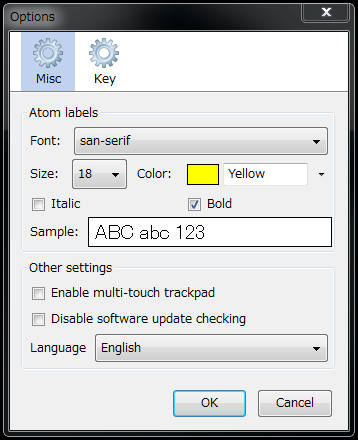 Options
Misc Key
Atom labels
Font: san-serif
Size: 18 Color: Yellow
Italic Bold
Sample: ABC abc 123
Other settings
Enable multi-touch trackpad
Disable software update checking
Language English
OK Cancel